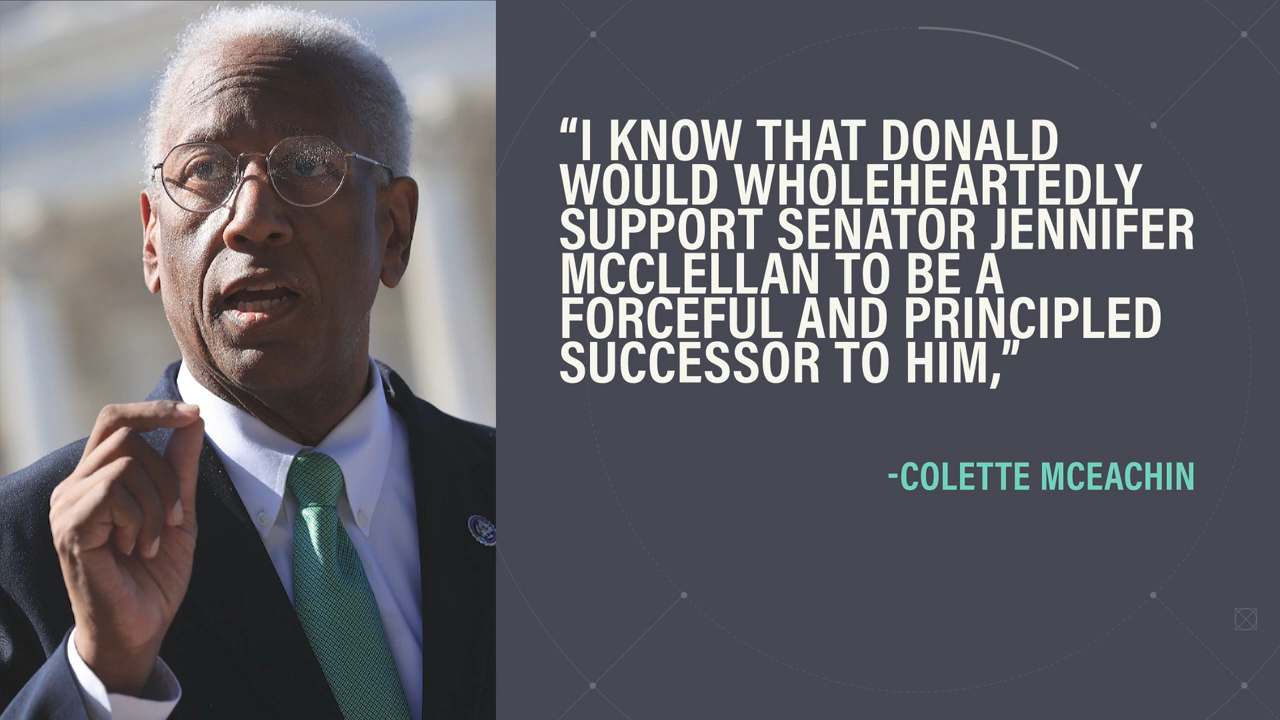 “I KNOW THAT DONALD
WOULD WHOLEHEARTEDLY
SUPPORT SENATOR JENNIFER
MCCLELLAN TO BE A
FORCEFUL AND PRINCIPLED
SUCCESSOR TO HIM,”
-COLETTE MCEACHIN